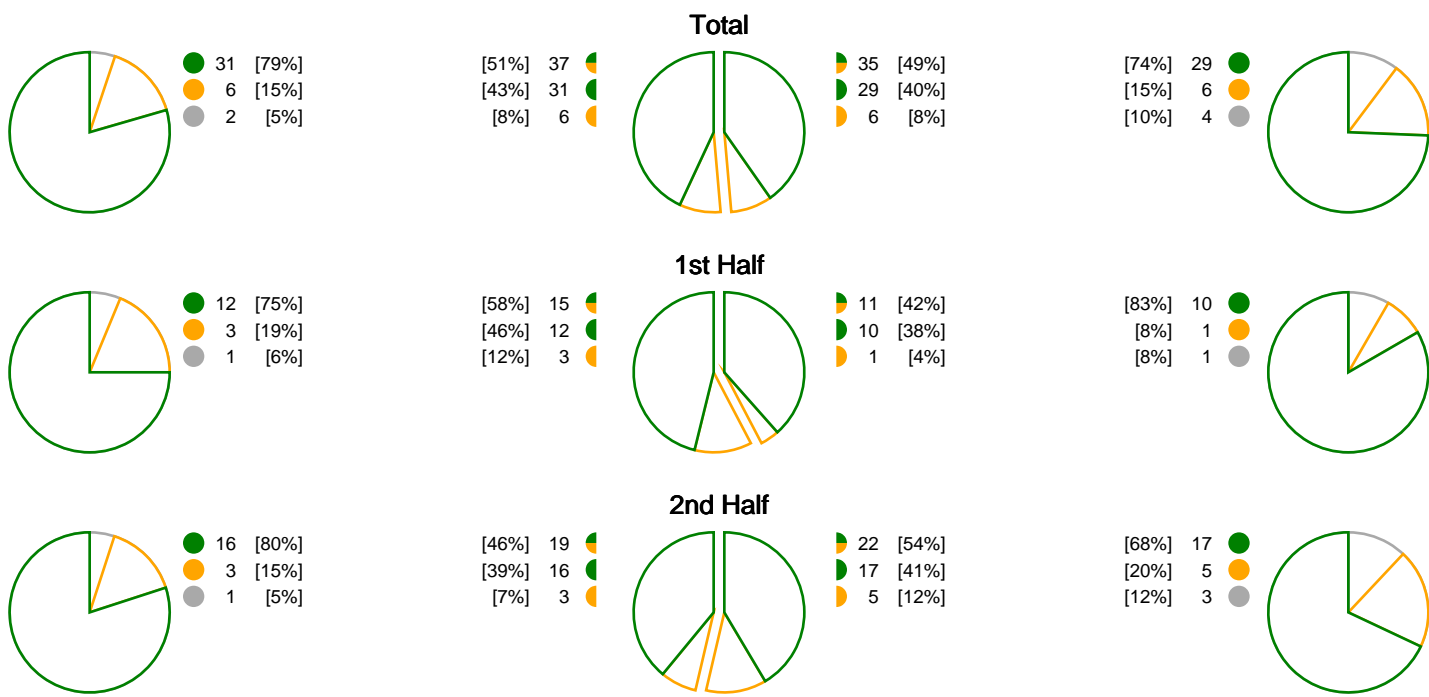 Total
31 [79%] [51%] 37 35 [49%] [74%] 29
6 [15%] [43%] 31 29 [40%] [15%] 6
2 [5%] [8%] 6 6 [8%] [10%] 4
1st Half
12 [75%] [58%] 15 11 [42%] [83%] 10
3 [19%] [46%] 12 10 [38%] [8%] 1
1 [6%] [12%] 3 1 [4%] [8%] 1
2nd Half
16 [80%] [46%] 19 22 [54%] [68%] 17
3 [15%] [39%] 16 17 [41%] [20%] 5
1 [5%] [7%] 3 5 [12%] [12%] 3